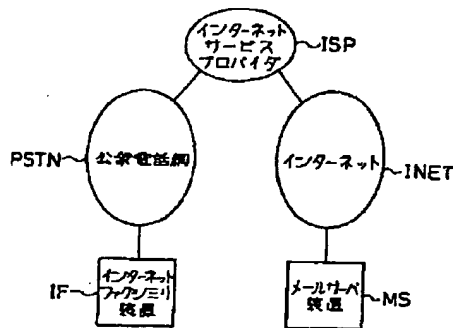 インターネット
サービス
プロバイダ
ISP
PSTN
公衆電話網
インターネット
INET
IF
インターネット
ファクシミリ
装置
メールサーバ
装置
MS